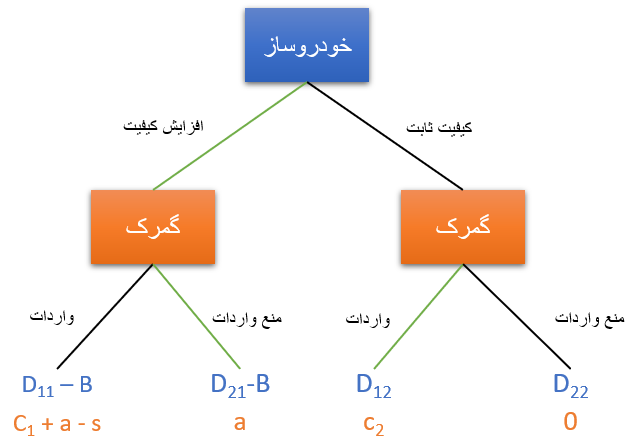 خودروساز
افزایش کیفیت
کیفیت ثابت
گمرک
گمرک
واردات
منع واردات
واردات
منع واردات
D₁₁ – B
D₂₁-B
D₁₂
D₂₂
C₁ + a - s
a
c₂
0